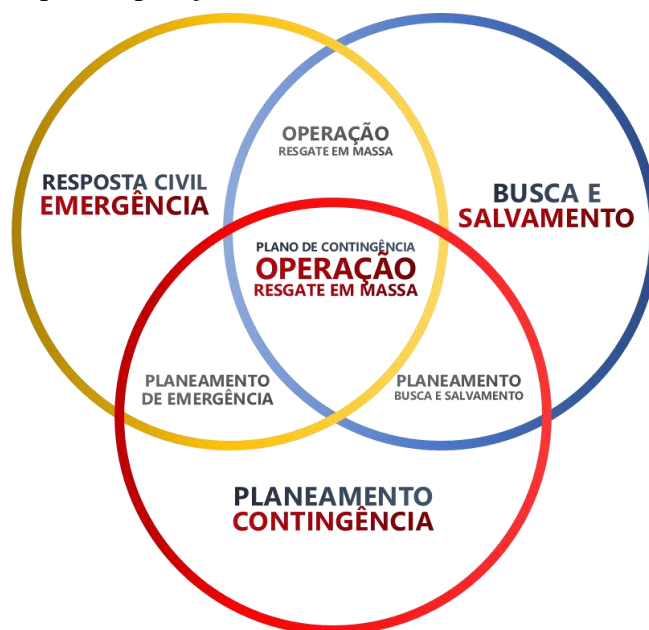 OPERAÇÃO
RESGATE EM MASSA
RESPOSTA CIVIL
EMERGÊNCIA
BUSCA E
SALVAMENTO
PLANO DE CONTINGÊNCIA
OPERAÇÃO
RESGATE EM MASSA
PLANEAMENTO
DE EMERGÊNCIA
PLANEAMENTO
BUSCA E SALVAMENTO
PLANEAMENTO
CONTINGÊNCIA